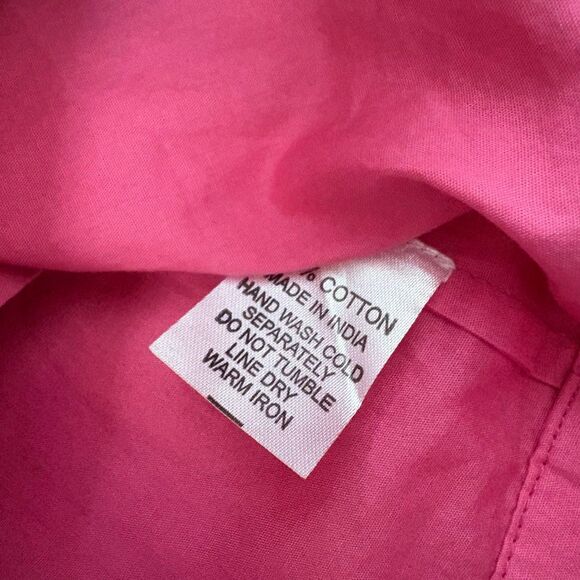 % COTTON
MADE IN INDIA
HAND WASH COLD
SEPARATELY
DO NOT TUMBLE
LINE DRY
WARM IRON